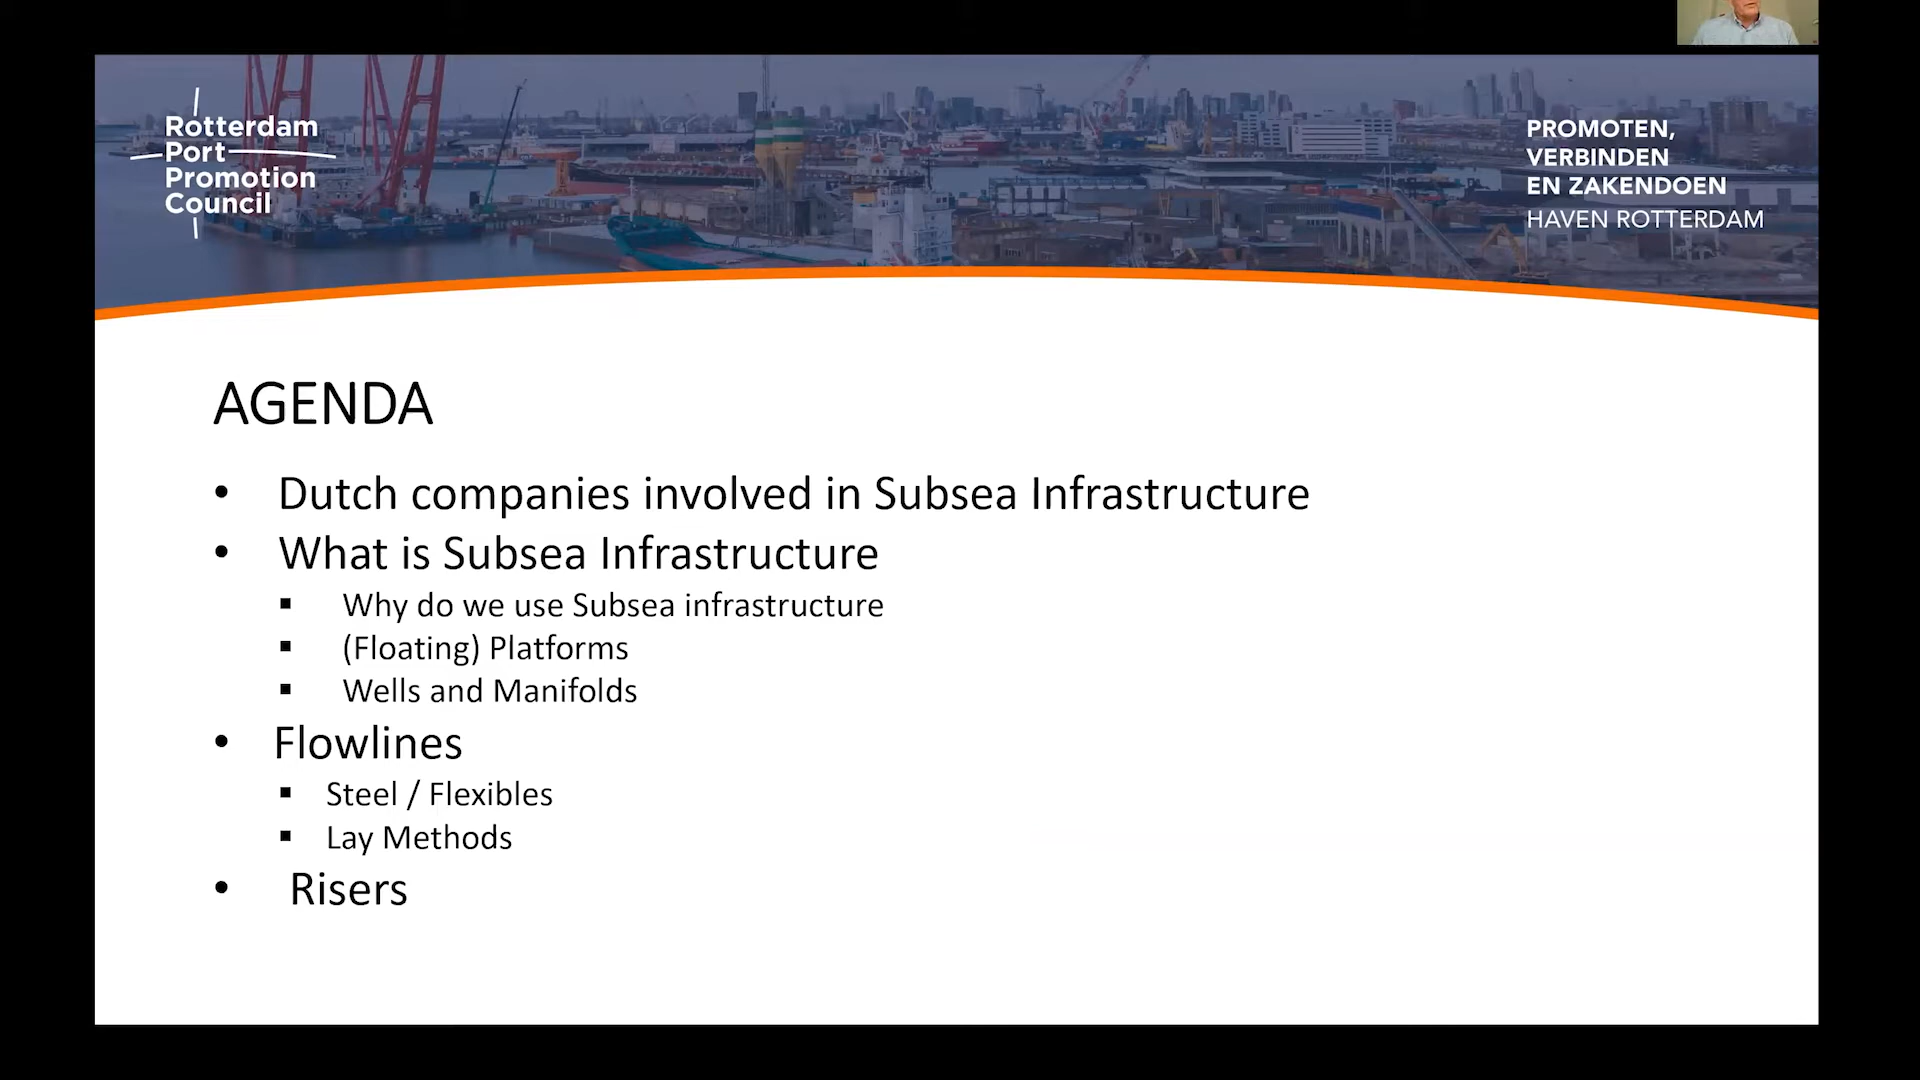 Rotterdam
Port
Promotion
Council
PROMOTEN,
VERBINDEN
EN ZAKENDOEN
HAVEN ROTTERDAM
AGENDA
• Dutch companies involved in Subsea Infrastructure
• What is Subsea Infrastructure
▪ Why do we use Subsea infrastructure
▪ (Floating) Platforms
▪ Wells and Manifolds
• Flowlines
▪ Steel / Flexibles
▪ Lay Methods
• Risers